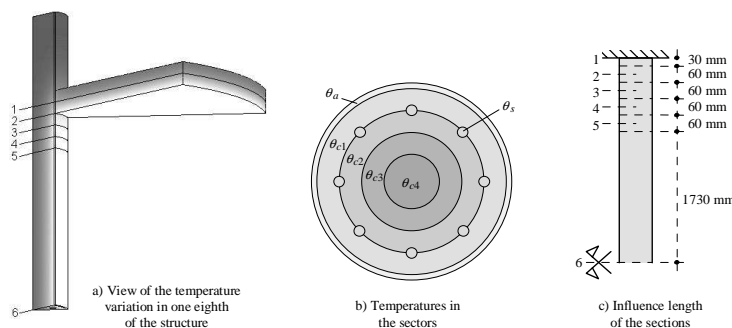 1
2
3
4
5
6
a) View of the temperature
variation in one eighth
of the structure
θa
θs
θc1
θc2
θc3
θc4
b) Temperatures in
the sectors
1
2
3
4
5
6
30 mm
60 mm
60 mm
60 mm
60 mm
1730 mm
c) Influence length
of the sections